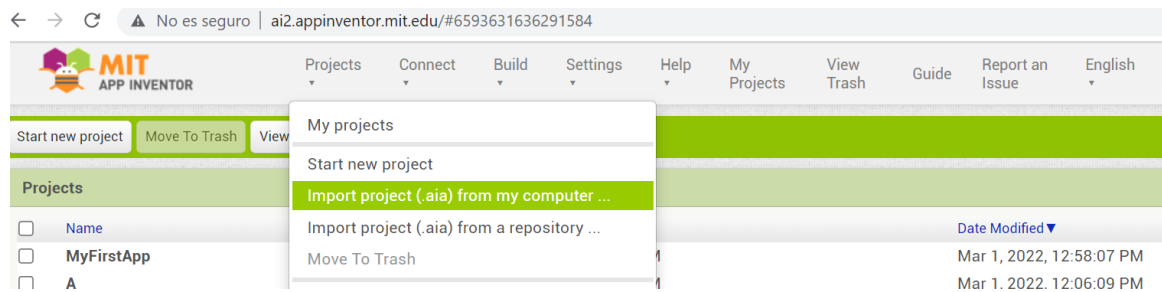 No es seguro | ai2.appinventor.mit.edu/#6593631636291584
MIT
APP INVENTOR
Projects
Connect
Build
Settings
Help
My
Projects
View
Trash
Guide
Report an
Issue
English
Start new project
Move To Trash
View
My projects
Start new project
Import project (.aia) from my computer ...
Import project (.aia) from a repository ...
Move To Trash
Projects
Name
Date Modified▼
MyFirstApp
Mar 1, 2022, 12:58:07 PM
A
Mar 1, 2022, 12:06:09 PM